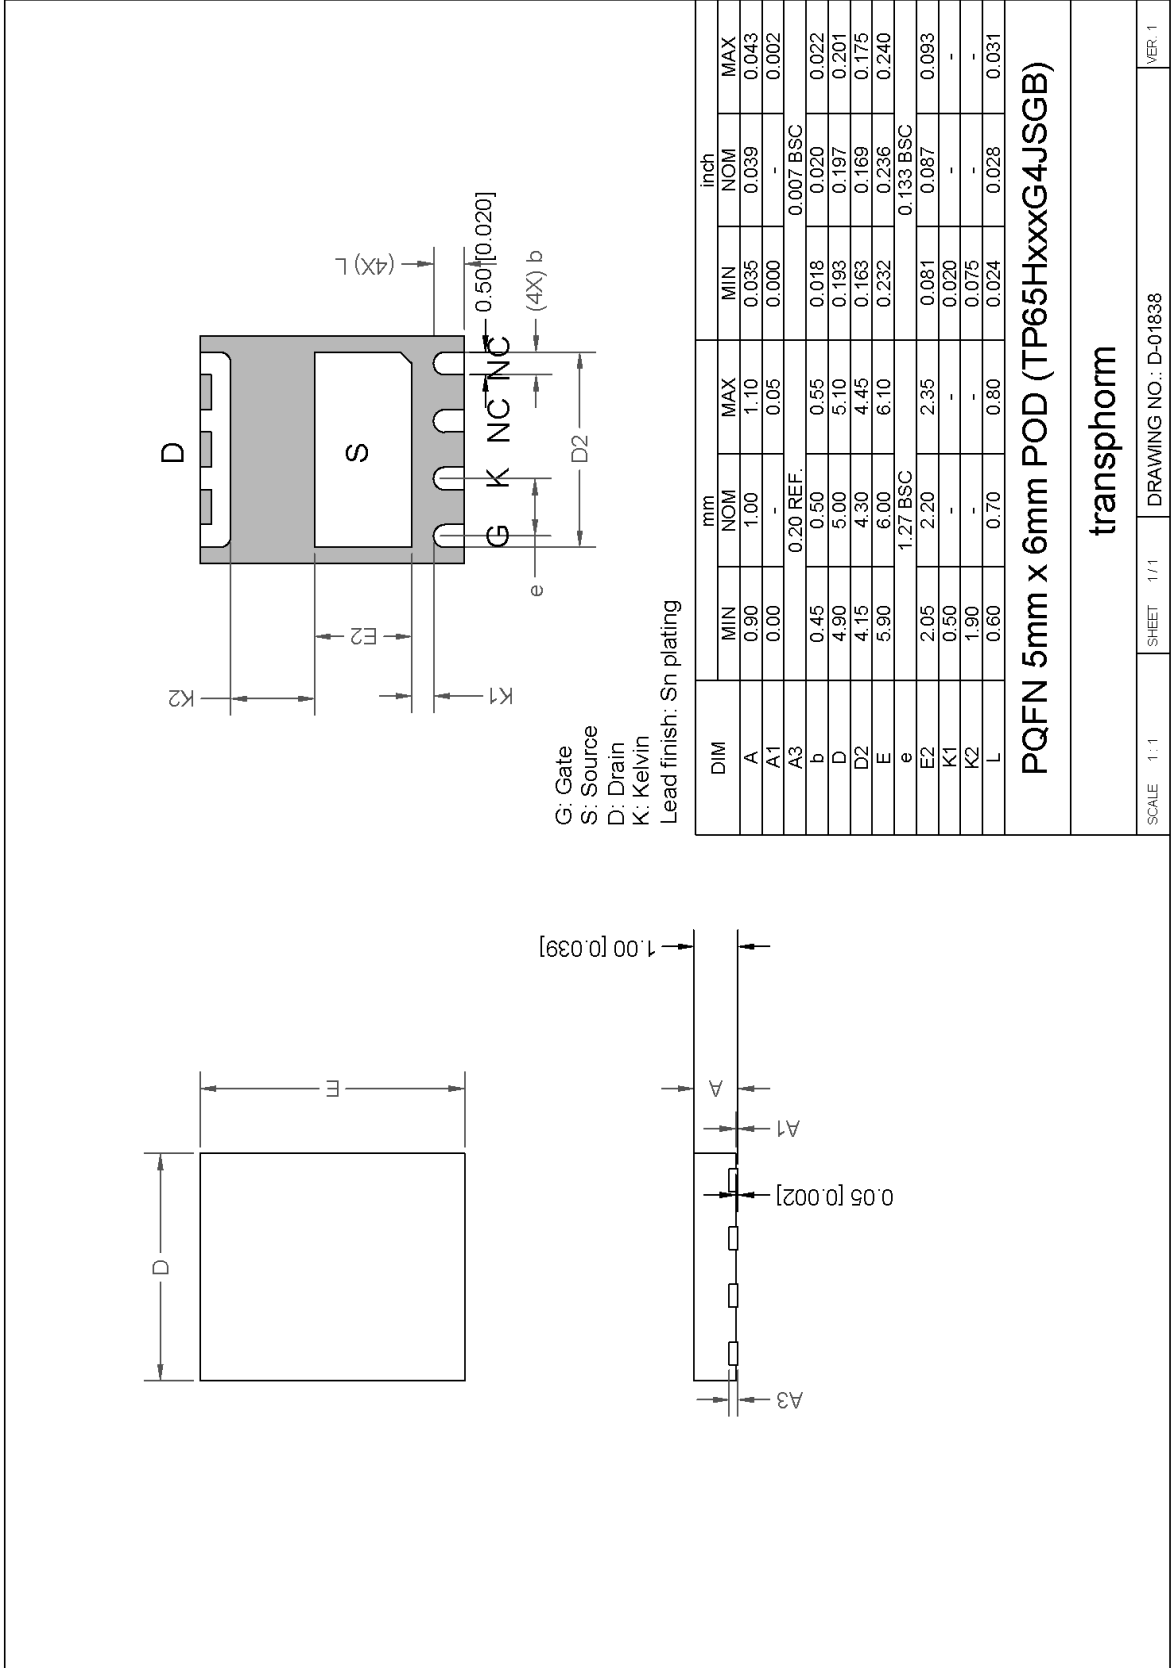 D
S
G K NC NC
(4X) L
0.50 [0.020]
(4X) b
D2
e
E2
K2
K1
G: Gate
S: Source
D: Drain
K: Kelvin
Lead finish: Sn plating
D
E
1.00 [0.039]
A
A1
0.05 [0.002]
A3
DIM mm inch
MIN NOM MAX MIN NOM MAX
A 0.90 1.00 1.10 0.035 0.039 0.043
A1 0.00 - 0.05 0.000 - 0.002
A3 0.20 REF. 0.007 BSC
b 0.45 0.50 0.55 0.018 0.020 0.022
D 4.90 5.00 5.10 0.193 0.197 0.201
D2 4.15 4.30 4.45 0.163 0.169 0.175
E 5.90 6.00 6.10 0.232 0.236 0.240
e 1.27 BSC 0.133 BSC
E2 2.05 2.20 2.35 0.081 0.087 0.093
K1 0.50 - - 0.020 - -
K2 1.90 - - 0.075 - -
L 0.60 0.70 0.80 0.024 0.028 0.031
PQFN 5mm x 6mm POD (TP65HxxxG4JSGB)
transphorm
SCALE 1:1 SHEET 1/1 DRAWING NO.: D-01838 VER. 1